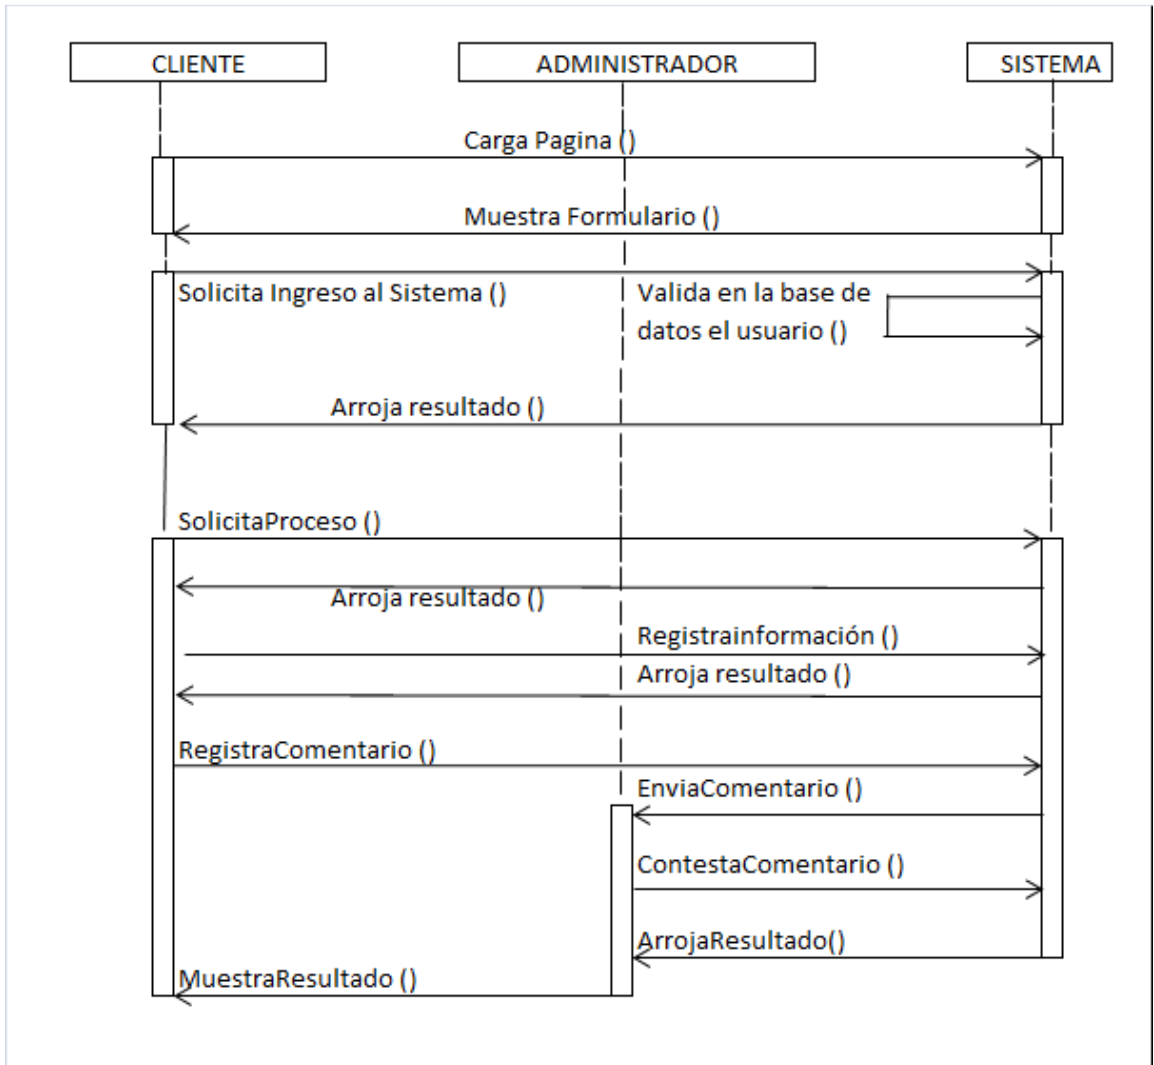 CLIENTE
ADMINISTRADOR
SISTEMA
Carga Pagina ()
Muestra Formulario ()
Solicita Ingreso al Sistema ()
Valida en la base de
datos el usuario ()
Arroja resultado ()
SolicitaProceso ()
Arroja resultado ()
Registrainformación ()
Arroja resultado ()
RegistraComentario ()
EnviaComentario ()
ContestaComentario ()
ArrojaResultado()
MuestraResultado ()